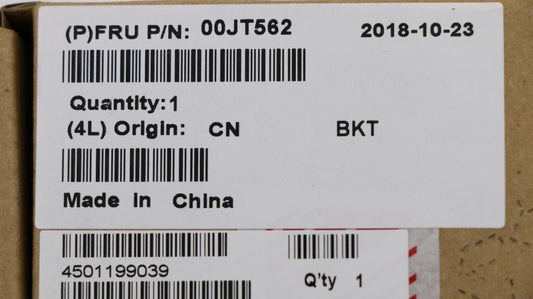 (P)FRU P/N: 00JT562 2018-10-23
Quantity:1
(4L) Origin: CN BKT
Made in China
4501199039
Q'ty 1